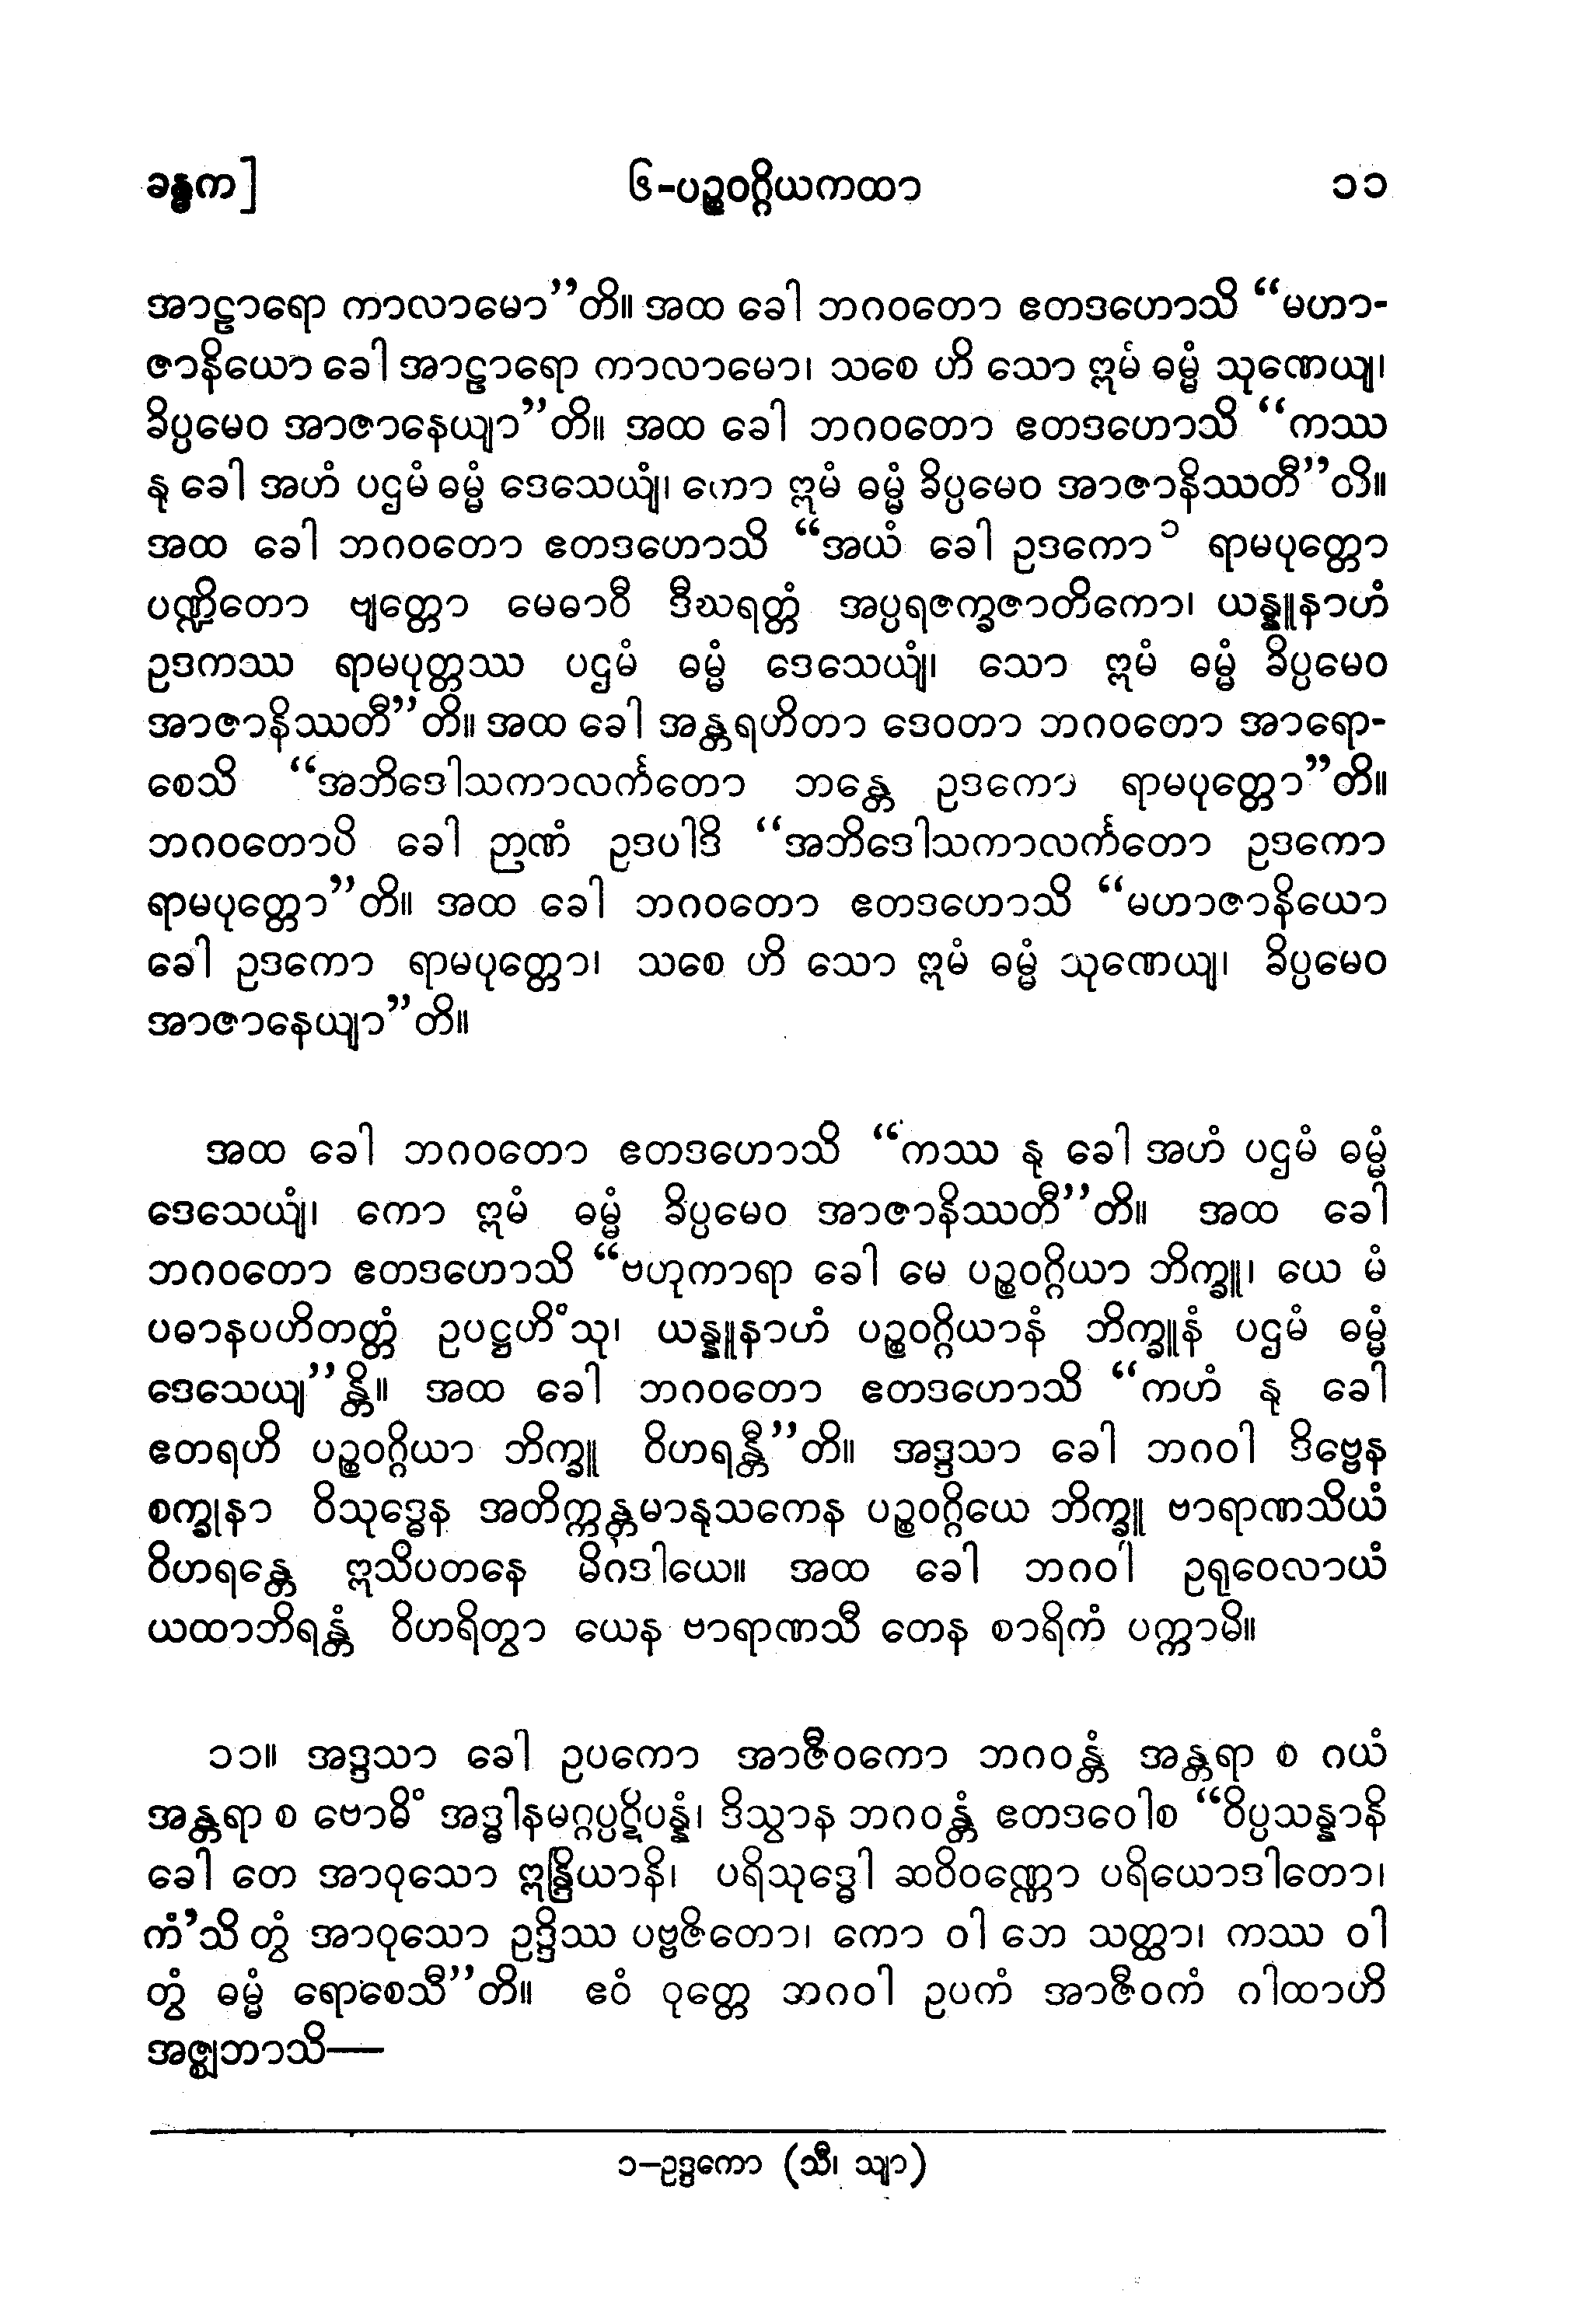 ခန္ဓက]
၆-ပဉ္စဝဂ္ဂိယကထာ
၁၁
အာဠာရော ကာလာမော”တိ။ အထ ခေါ ဘဂဝတော ဧတဒဟောသိ “မဟာ-
ဇာနိယော ခေါ အာဠာရော ကာလာမော၊ သစေ ဟိ သော ဣမံ ဓမ္မံ သုဏေယျ၊
ခိပ္ပမေဝ အာဇာနေယျာ”တိ။ အထ ခေါ ဘဂဝတော ဧတဒဟောသိ “ကဿ
နု ခေါ အဟံ ပဌမံ ဓမ္မံ ဒေသေယျံ၊ ကော ဣမံ ဓမ္မံ ခိပ္ပမေဝ အာဇာနိဿတီ”တိ။
အထ ခေါ ဘဂဝတော ဧတဒဟောသိ “အယံ ခေါ ဥဒကော ၁ ရာမပုတ္တော
ပဏ္ဍိတော ဗျတ္တော မေဓာဝီ ဒီဃရတ္တံ အပ္ပရဇက္ခဇာတိကော၊ ယန္နူနာဟံ
ဥဒကဿ ရာမပုတ္တဿ ပဌမံ ဓမ္မံ ဒေသေယျံ၊ သော ဣမံ ဓမ္မံ ခိပ္ပမေဝ
အာဇာနိဿတီ”တိ။ အထ ခေါ အန္တရဟိတာ ဒေဝတာ ဘဂဝတော အာရော-
စေသိ “အဘိဒေါသကာလင်္ကတော ဘန္တေ ဥဒကော ရာမပုတ္တော”တိ။
ဘဂဝတောပိ ခေါ ဉာဏံ ဥဒပါဒိ “အဘိဒေါသကာလင်္ကတော ဥဒကော
ရာမပုတ္တော”တိ။ အထ ခေါ ဘဂဝတော ဧတဒဟောသိ “မဟာဇာနိယော
ခေါ ဥဒကော ရာမပုတ္တော၊ သစေ ဟိ သော ဣမံ ဓမ္မံ သုဏေယျ၊ ခိပ္ပမေဝ
အာဇာနေယျာ”တိ။
အထ ခေါ ဘဂဝတော ဧတဒဟောသိ “ကဿ နု ခေါ အဟံ ပဌမံ ဓမ္မံ
ဒေသေယျံ၊ ကော ဣမံ ဓမ္မံ ခိပ္ပမေဝ အာဇာနိဿတီ”တိ။ အထ ခေါ
ဘဂဝတော ဧတဒဟောသိ “ဗဟုကာရာ ခေါ မေ ပဉ္စဝဂ္ဂိယာ ဘိက္ခူ၊ ယေ မံ
ပဓာနပဟိတတ္တံ ဥပဋ္ဌဟိံသု၊ ယန္နူနာဟံ ပဉ္စဝဂ္ဂိယာနံ ဘိက္ခူနံ ပဌမံ ဓမ္မံ
ဒေသေယျ”န္တိ။ အထ ခေါ ဘဂဝတော ဧတဒဟောသိ “ကဟံ နု ခေါ
ဧတရဟိ ပဉ္စဝဂ္ဂိယာ ဘိက္ခူ ဝိဟရန္တီ”တိ။ အဒ္ဒသာ ခေါ ဘဂဝါ ဒိဗ္ဗေန
စက္ခုနာ ဝိသုဒ္ဓေန အတိက္ကန္တမာနုသကေန ပဉ္စဝဂ္ဂိယေ ဘိက္ခူ ဗာရာဏသိယံ
ဝိဟရန္တေ ဣသိပတနေ မိဂဒါယေ။ အထ ခေါ ဘဂဝါ ဥရုဝေလာယံ
ယထာဘိရန္တံ ဝိဟရိတွာ ယေန ဗာရာဏသီ တေန စာရိကံ ပက္ကာမိ။
၁၁။ အဒ္ဒသာ ခေါ ဥပကော အာဇီဝကော ဘဂဝန္တံ အန္တရာ စ ဂယံ
အန္တရာ စ ဗောဓိံ အဒ္ဓါနမဂ္ဂပ္ပဋိပန္နံ၊ ဒိသွာန ဘဂဝန္တံ ဧတဒဝေါစ “ဝိပ္ပသန္နာနိ
ခေါ တေ အာဝုသော ဣန္ဒြိယာနိ၊ ပရိသုဒ္ဓေါ ဆဝိဝဏ္ဏော ပရိယောဒါတော၊
ကံ’သိ တွံ အာဝုသော ဥဒ္ဒိဿ ပဗ္ဗဇိတော၊ ကော ဝါ ဘေ သတ္ထာ၊ ကဿ ဝါ
တွံ ဓမ္မံ ရောစေသီ”တိ။ ဧဝံ ဝုတ္တေ ဘဂဝါ ဥပကံ အာဇီဝကံ ဂါထာဟိ
အဇ္ဈဘာသိ—
၁-ဥဒ္ဒကော (သီ၊ သျာ)